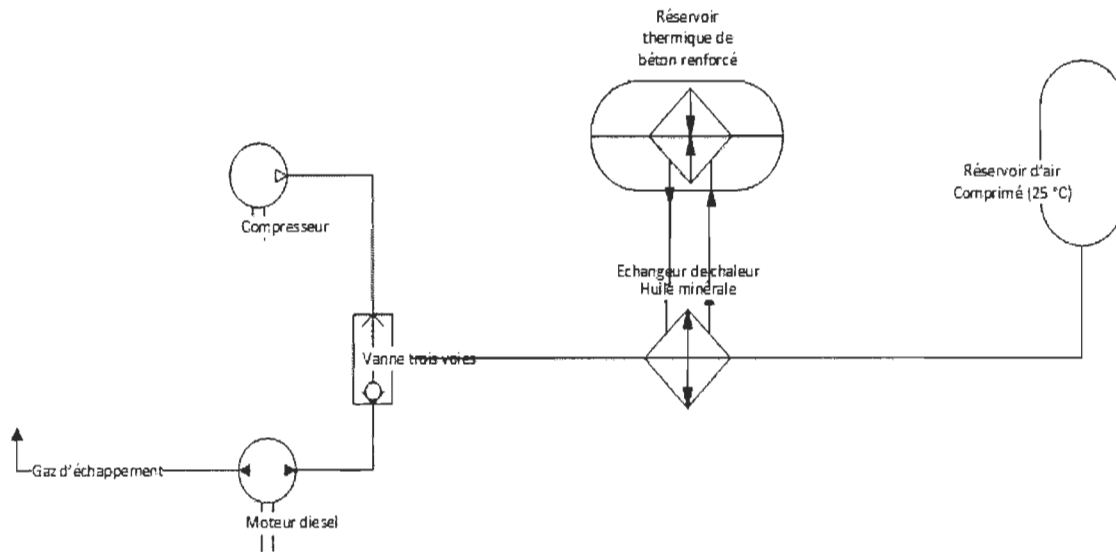 Réservoir
thermique de
béton renforcé
Réservoir d'air
Comprimé (25 °C)
Compresseur
Echangeur de chaleur
Huile minérale
Vanne trois voies
Gaz d'échappement
Moteur diesel